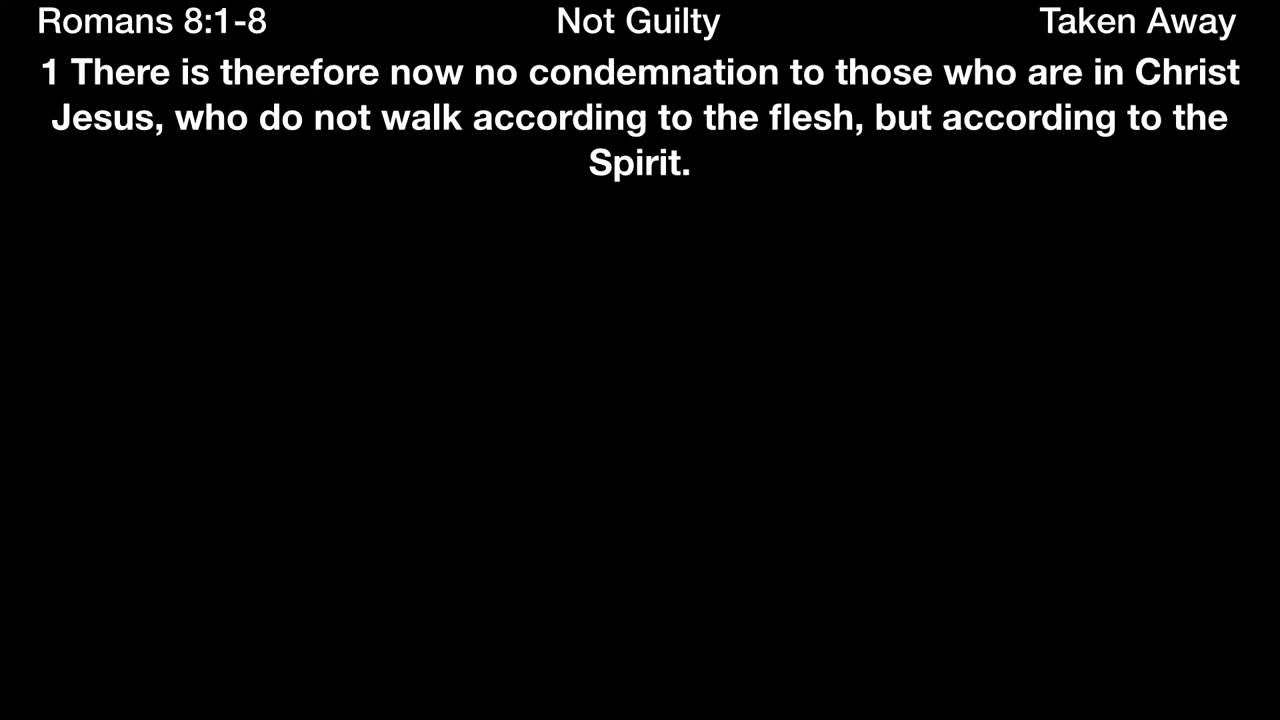 Romans 8:1-8 Not Guilty Taken Away
1 There is therefore now no condemnation to those who are in Christ
Jesus, who do not walk according to the flesh, but according to the
Spirit.